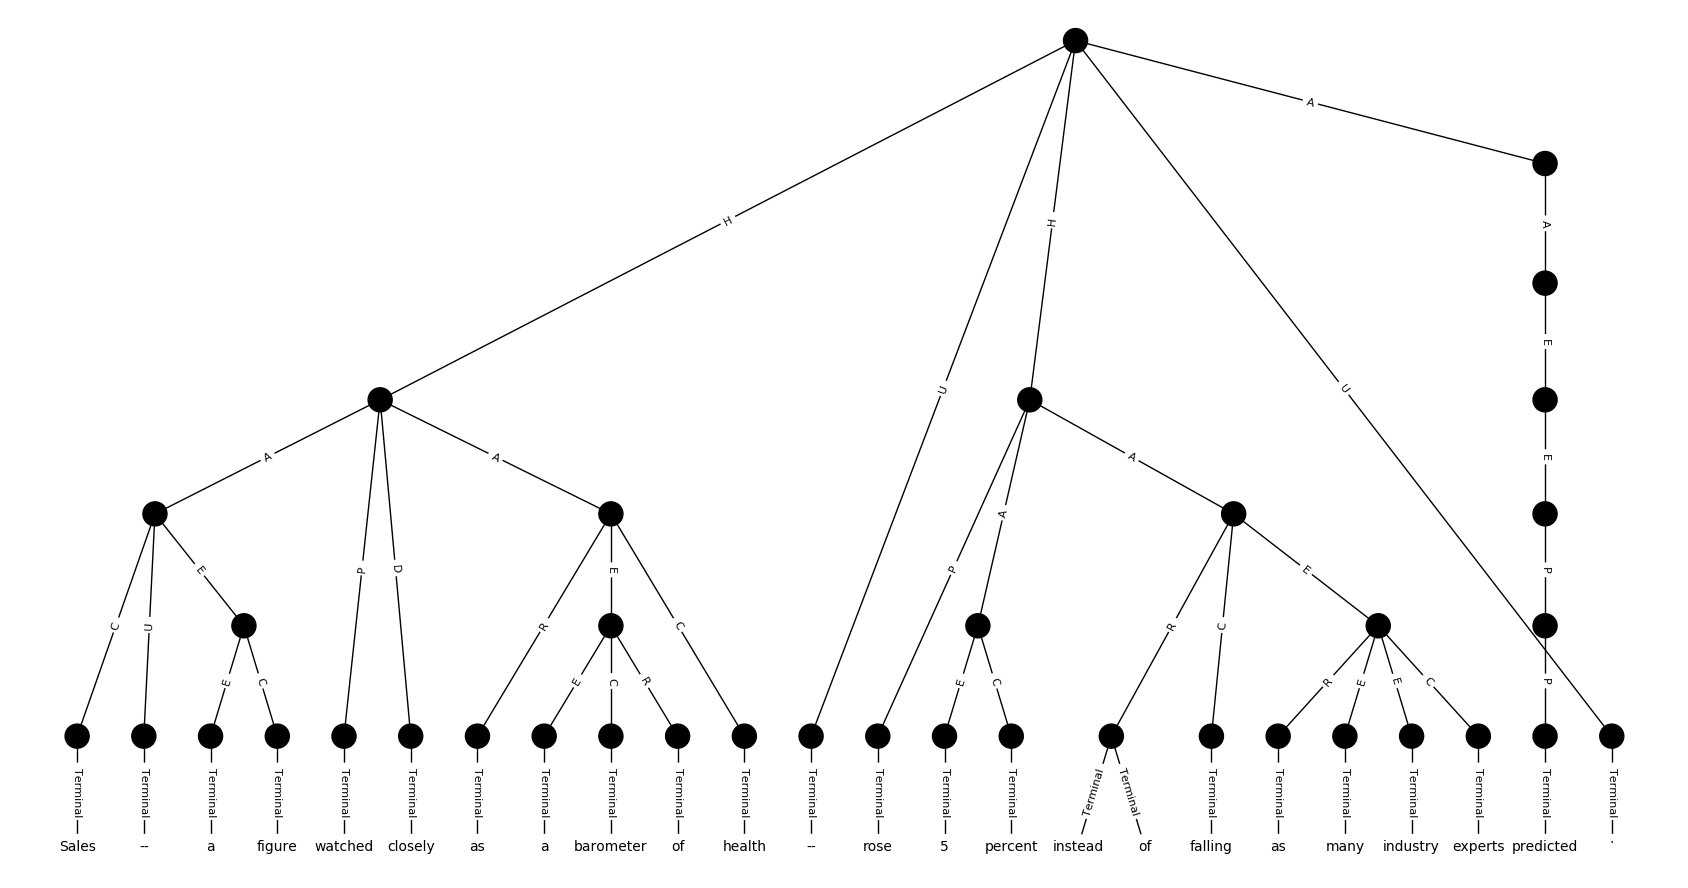 A
H
A
H
U
U
E
A
A
A
E
P
D
A
P
E
E
P
C
U
R
E
C
R
C
E
C
E
C
R
E
C
R
E
E
C
P
Terminal Terminal Terminal Terminal Terminal Terminal Terminal Terminal Terminal Terminal Terminal Terminal Terminal Terminal Terminal Terminal Terminal Terminal Terminal Terminal Terminal Terminal Terminal Terminal
Sales -- a figure watched closely as a barometer of health -- rose 5 percent instead of falling as many industry experts predicted .